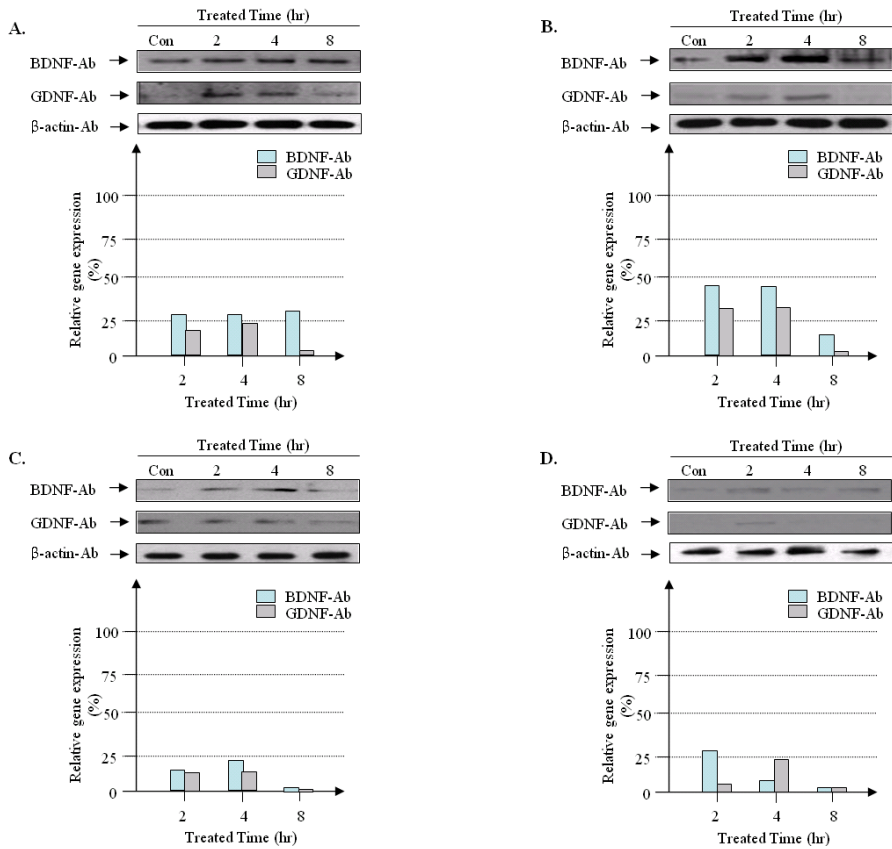 A.
Treated Time (hr)
Con 2 4 8
BDNF-Ab
GDNF-Ab
β-actin-Ab
BDNF-Ab
GDNF-Ab
Relative gene expression (%)
100
75
50
25
0
2 4 8
Treated Time (hr)
B.
Treated Time (hr)
Con 2 4 8
BDNF-Ab
GDNF-Ab
β-actin-Ab
BDNF-Ab
GDNF-Ab
Relative gene expression (%)
100
75
50
25
0
2 4 8
Treated Time (hr)
C.
Treated Time (hr)
Con 2 4 8
BDNF-Ab
GDNF-Ab
β-actin-Ab
BDNF-Ab
GDNF-Ab
Relative gene expression (%)
100
75
50
25
0
2 4 8
Treated Time (hr)
D.
Treated Time (hr)
Con 2 4 8
BDNF-Ab
GDNF-Ab
β-actin-Ab
BDNF-Ab
GDNF-Ab
Relative gene expression (%)
100
75
50
25
0
2 4 8
Treated Time (hr)